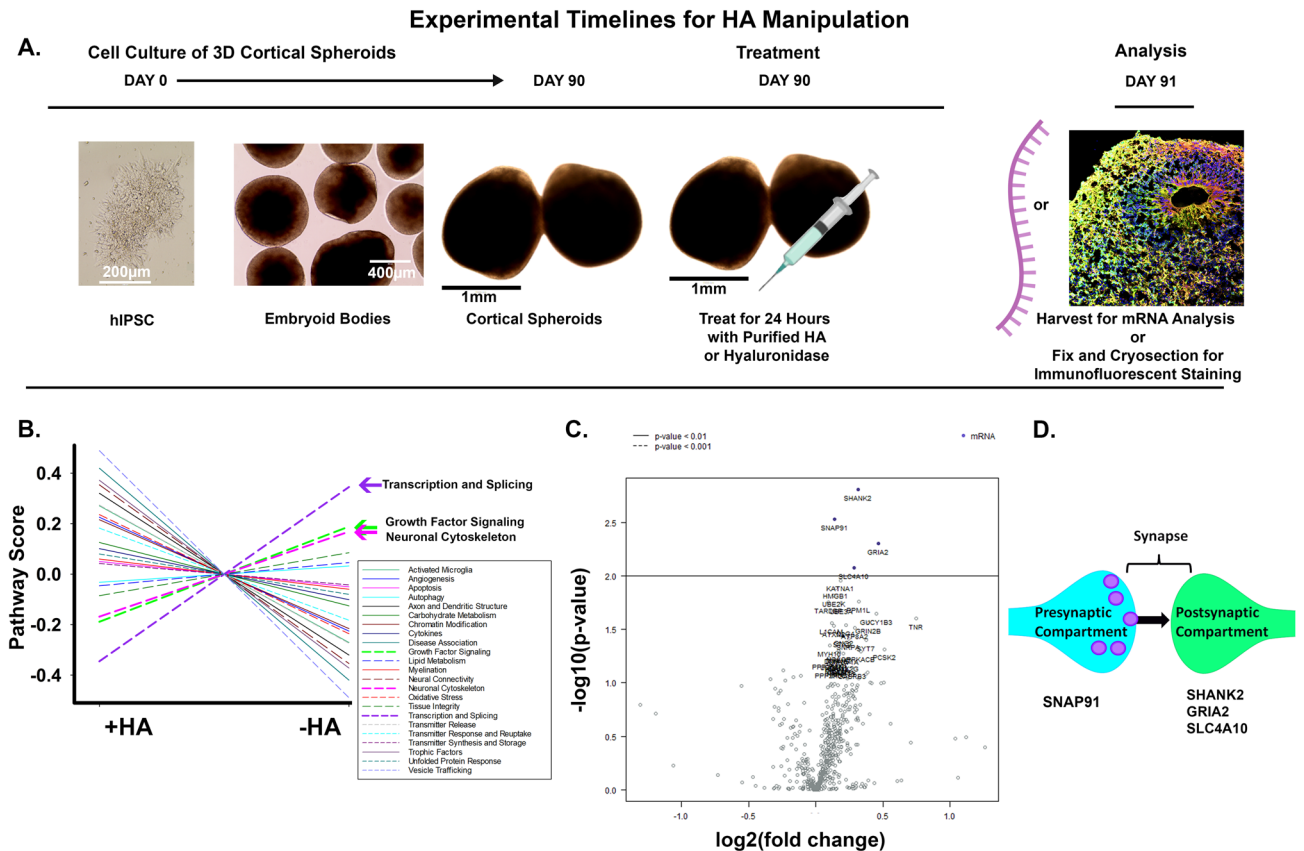 Experimental Timelines for HA Manipulation
A.
Cell Culture of 3D Cortical Spheroids
Treatment
Analysis
DAY 0
DAY 90
DAY 90
DAY 91
200µm
400µm
1mm
1mm
or
hIPSC
Embryoid Bodies
Cortical Spheroids
Treat for 24 Hours
with Purified HA
or Hyaluronidase
Harvest for mRNA Analysis
or
Fix and Cryosection for
Immunofluorescent Staining
B.
Pathway Score
0.4
0.2
0.0
-0.2
-0.4
+HA
-HA
Transcription and Splicing
Growth Factor Signaling
Neuronal Cytoskeleton
Activated Microglia
Angiogenesis
Apoptosis
Autophagy
Axon and Dendritic Structure
Carbohydrate Metabolism
Chromatin Modification
Cytokines
Disease Association
Growth Factor Signaling
Lipid Metabolism
Myelination
Neural Connectivity
Neuronal Cytoskeleton
Oxidative Stress
Tissue Integrity
Transcription and Splicing
Transmitter Release
Transmitter Response and Reuptake
Transmitter Synthesis and Storage
Trophic Factors
Unfolded Protein Response
Vesicle Trafficking
C.
p-value < 0.01
p-value < 0.001
mRNA
-log10(p-value)
2.5
2.0
1.5
1.0
0.5
0.0
SHANK2
SNAP91
GRIA2
SLC4A10
KATNA1
HMGB1
UBE2K
PPM1L
GUCY1B3
TNR
GRIN2B
SYT7
PCSK2
MYH10
-1.0
-0.5
0.0
0.5
1.0
log2(fold change)
D.
Synapse
Presynaptic
Compartment
Postsynaptic
Compartment
SNAP91
SHANK2
GRIA2
SLC4A10